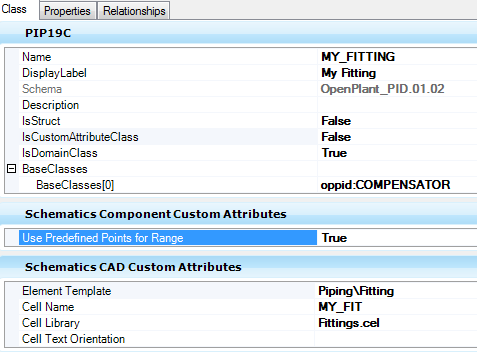 Class Properties Relationships
PIP19C
Name MY_FITTING
DisplayLabel My Fitting
Schema OpenPlant_PID.01.02
Description
IsStruct False
IsCustomAttributeClass False
IsDomainClass True
BaseClasses
BaseClasses[0] oppid:COMPENSATOR
Schematics Component Custom Attributes
Use Predefined Points for Range True
Schematics CAD Custom Attributes
Element Template Piping\Fitting
Cell Name MY_FIT
Cell Library Fittings.cel
Cell Text Orientation